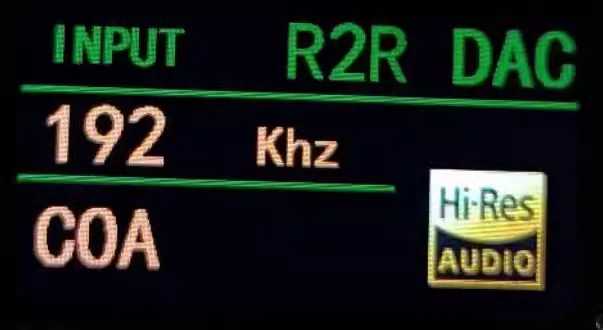 INPUT R2R DAC
192 Khz
COA
Hi-Res
AUDIO